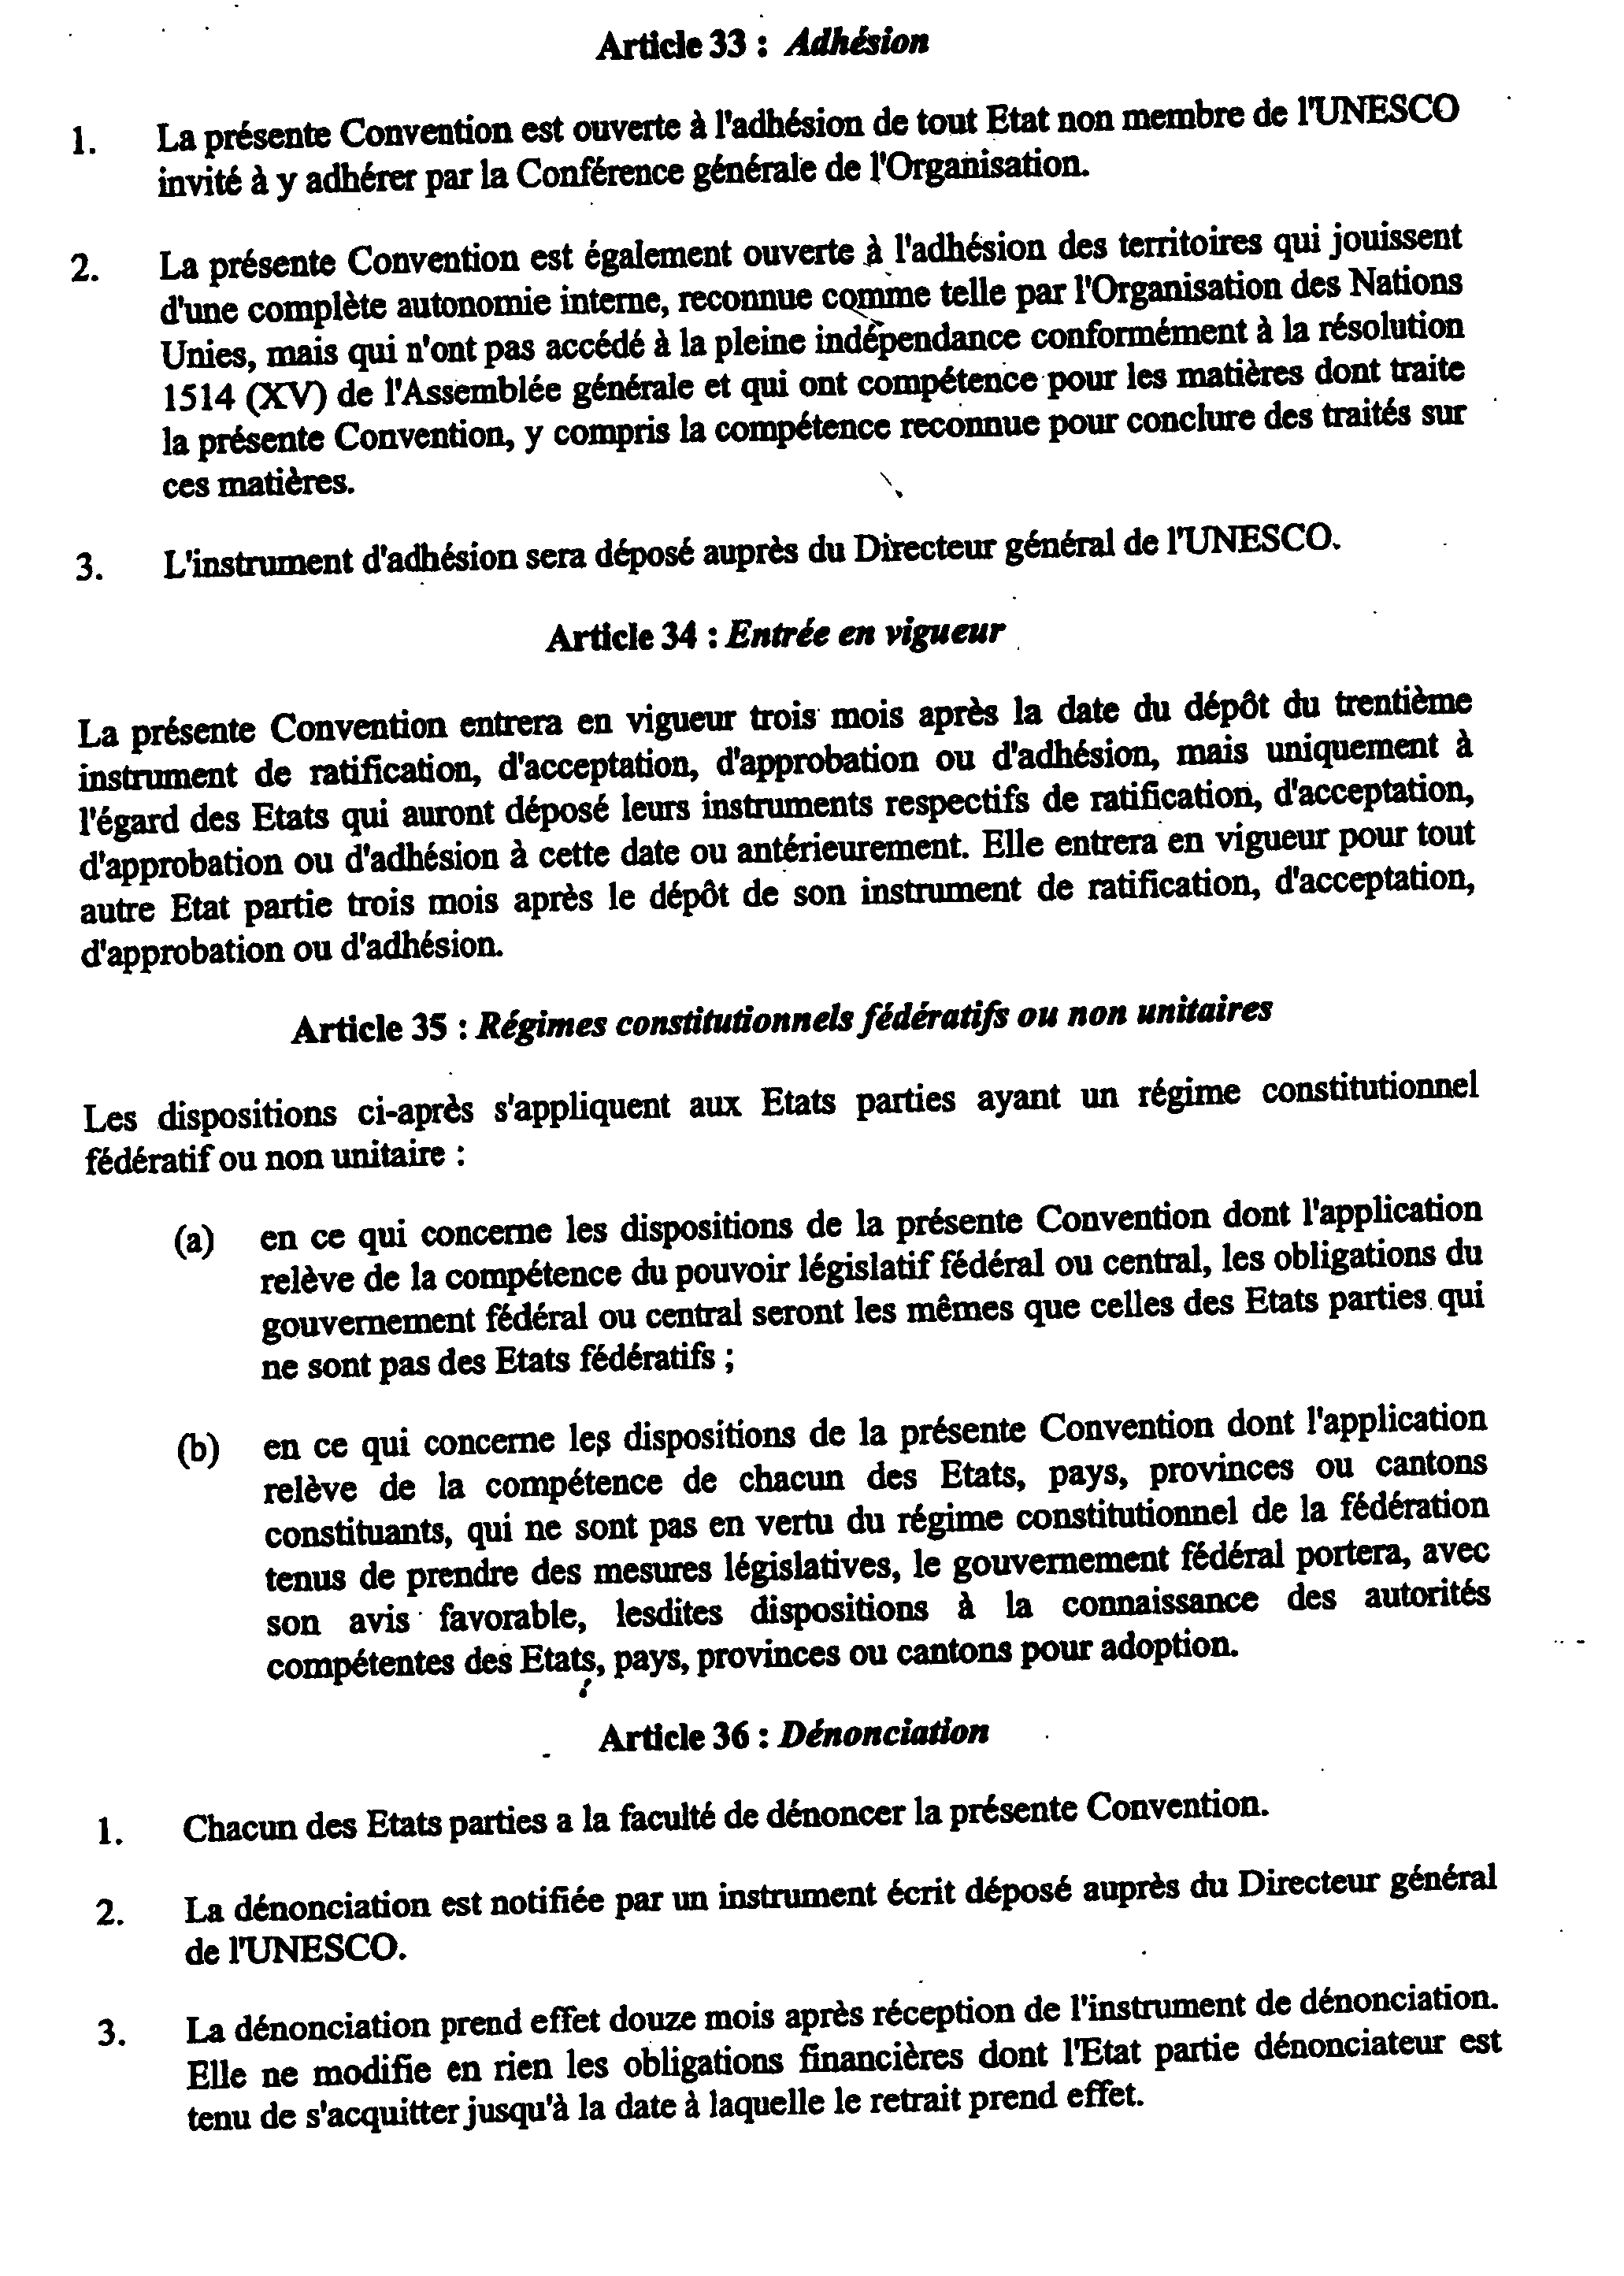 Article 33 : Adhésion
1. La présente Convention est ouverte à l'adhésion de tout Etat non membre de l'UNESCO
invité à y adhérer par la Conférence générale de l'Organisation.
2. La présente Convention est également ouverte à l'adhésion des territoires qui jouissent
d'une complète autonomie interne, reconnue comme telle par l'Organisation des Nations
Unies, mais qui n'ont pas accédé à la pleine indépendance conformément à la résolution
1514 (XV) de l'Assemblée générale et qui ont compétence pour les matières dont traite
la présente Convention, y compris la compétence reconnue pour conclure des traités sur
ces matières.
3. L'instrument d'adhésion sera déposé auprès du Directeur général de l'UNESCO.
Article 34 : Entrée en vigueur
La présente Convention entrera en vigueur trois mois après la date du dépôt du trentième
instrument de ratification, d'acceptation, d'approbation ou d'adhésion, mais uniquement à
l'égard des Etats qui auront déposé leurs instruments respectifs de ratification, d'acceptation,
d'approbation ou d'adhésion à cette date ou antérieurement. Elle entrera en vigueur pour tout
autre Etat partie trois mois après le dépôt de son instrument de ratification, d'acceptation,
d'approbation ou d'adhésion.
Article 35 : Régimes constitutionnels fédératifs ou non unitaires
Les dispositions ci-après s'appliquent aux Etats parties ayant un régime constitutionnel
fédératif ou non unitaire :
(a) en ce qui concerne les dispositions de la présente Convention dont l'application
relève de la compétence du pouvoir législatif fédéral ou central, les obligations du
gouvernement fédéral ou central seront les mêmes que celles des Etats parties qui
ne sont pas des Etats fédératifs ;
(b) en ce qui concerne les dispositions de la présente Convention dont l'application
relève de la compétence de chacun des Etats, pays, provinces ou cantons
constituants, qui ne sont pas en vertu du régime constitutionnel de la fédération
tenus de prendre des mesures législatives, le gouvernement fédéral portera, avec
son avis favorable, lesdites dispositions à la connaissance des autorités
compétentes des Etats, pays, provinces ou cantons pour adoption.
Article 36 : Dénonciation
1. Chacun des Etats parties a la faculté de dénoncer la présente Convention.
2. La dénonciation est notifiée par un instrument écrit déposé auprès du Directeur général
de l'UNESCO.
3. La dénonciation prend effet douze mois après réception de l'instrument de dénonciation.
Elle ne modifie en rien les obligations financières dont l'Etat partie dénonciateur est
tenu de s'acquitter jusqu'à la date à laquelle le retrait prend effet.